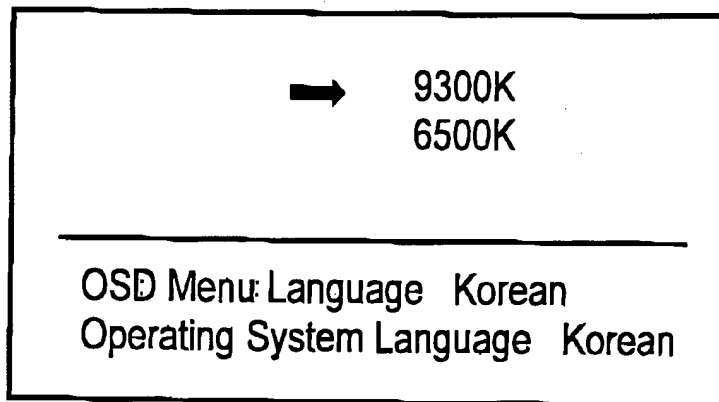 9300K
6500K
OSD Menu Language Korean
Operating System Language Korean